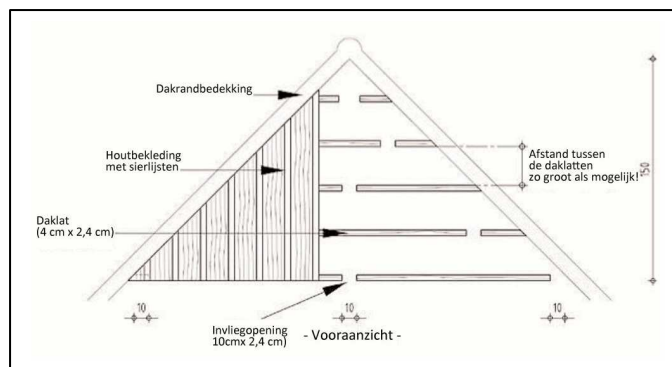 Dakrandbedekking
Houtbekleding
met sierlijsten
Afstand tussen
de daklatten
zo groot als mogelijk!
150
Daklat
(4 cm x 2,4 cm)
10
10
10
Invliegopening
10cmx 2,4 cm)
- Vooraanzicht -